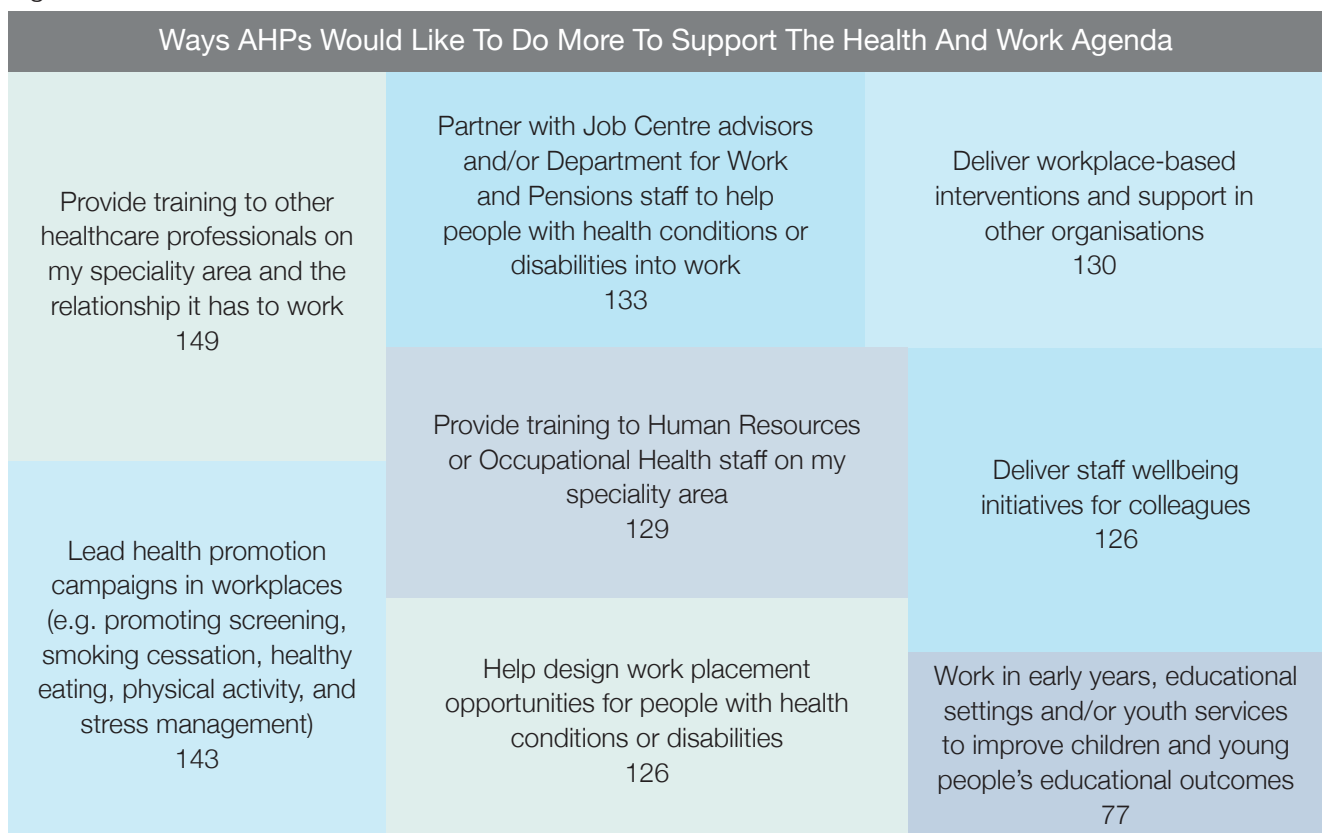 Ways AHPs Would Like To Do More To Support The Health And Work Agenda
Provide training to other
healthcare professionals on
my speciality area and the
relationship it has to work
149
Lead health promotion
campaigns in workplaces
(e.g. promoting screening,
smoking cessation, healthy
eating, physical activity, and
stress management)
143
Partner with Job Centre advisors
and/or Department for Work
and Pensions staff to help
people with health conditions or
disabilities into work
133
Deliver workplace-based
interventions and support in
other organisations
130
Provide training to Human Resources
or Occupational Health staff on my
speciality area
129
Deliver staff wellbeing
initiatives for colleagues
126
Help design work placement
opportunities for people with health
conditions or disabilities
126
Work in early years, educational
settings and/or youth services
to improve children and young
people's educational outcomes
77